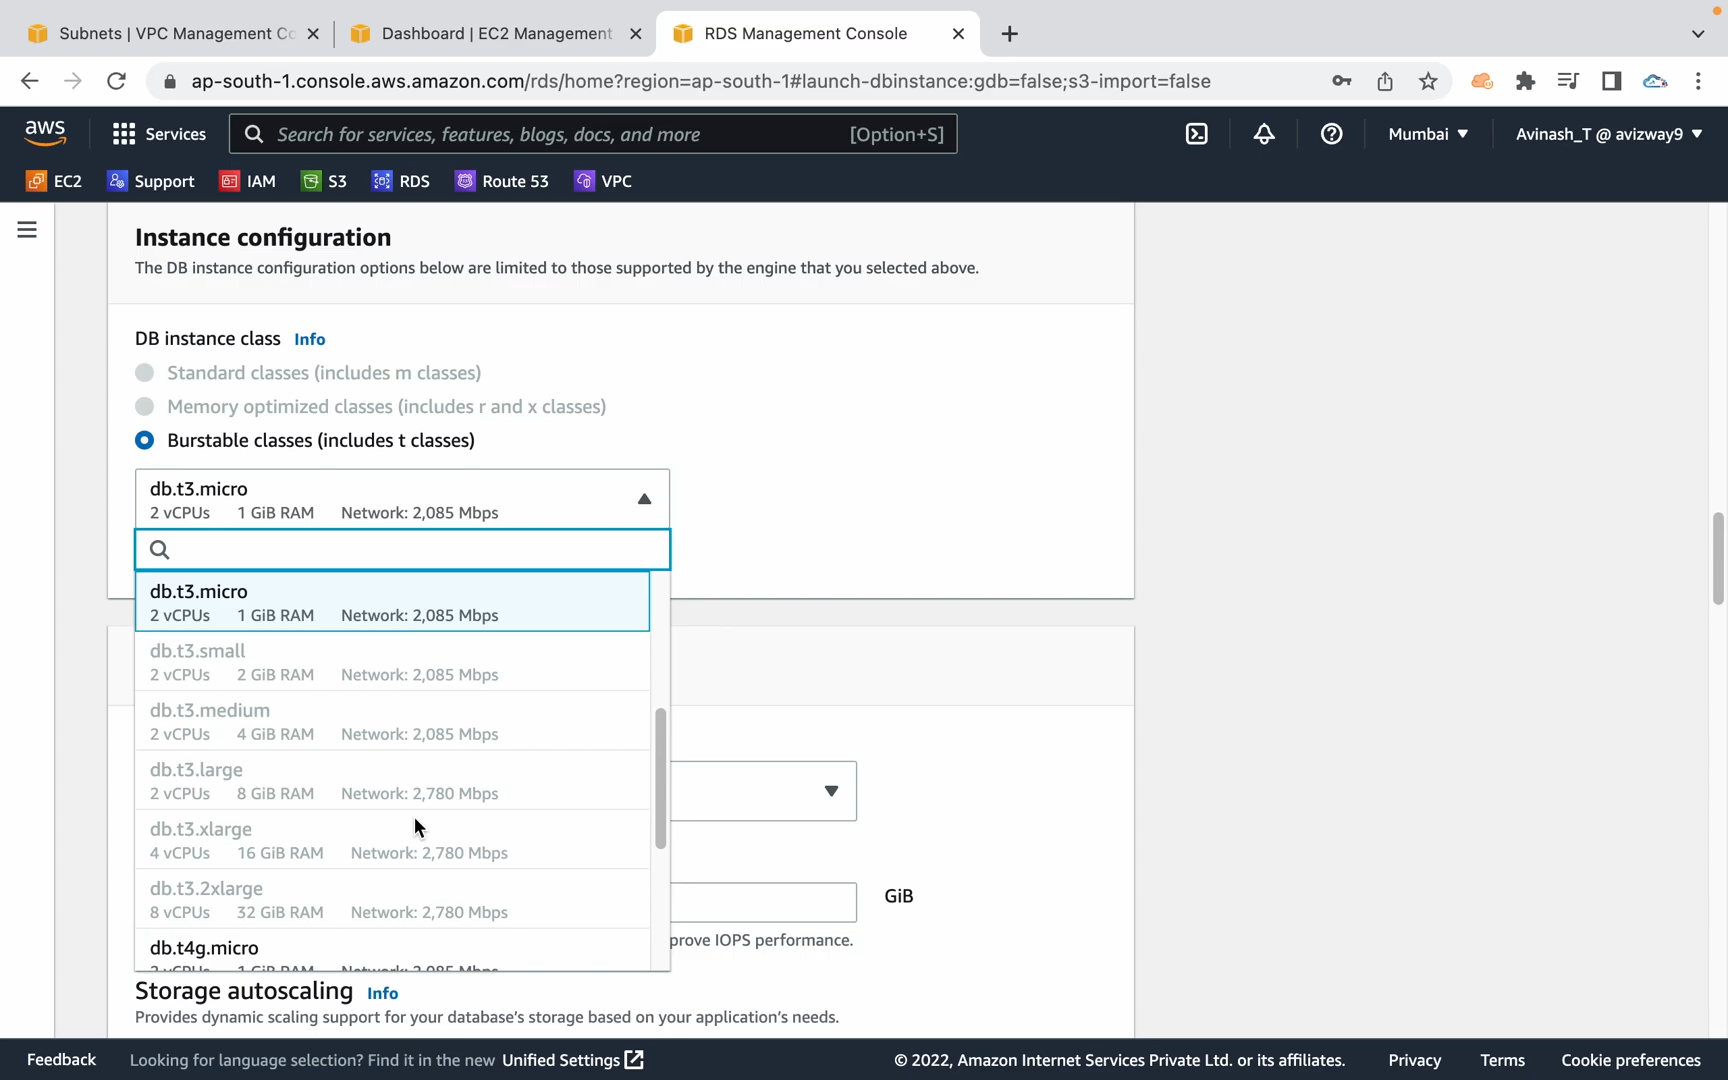 Subnets | VPC Management Co
Dashboard | EC2 Management
RDS Management Console
ap-south-1.console.aws.amazon.com/rds/home?region=ap-south-1#launch-dbinstance:gdb=false;s3-import=false
aws
Services
Search for services, features, blogs, docs, and more
[Option+S]
Mumbai
Avinash_T @ avizway9
EC2
Support
IAM
S3
RDS
Route 53
VPC
Instance configuration
The DB instance configuration options below are limited to those supported by the engine that you selected above.
DB instance class Info
Standard classes (includes m classes)
Memory optimized classes (includes r and x classes)
Burstable classes (includes t classes)
db.t3.micro
2 vCPUs 1 GiB RAM Network: 2,085 Mbps
db.t3.micro
2 vCPUs 1 GiB RAM Network: 2,085 Mbps
db.t3.small
2 vCPUs 2 GiB RAM Network: 2,085 Mbps
db.t3.medium
2 vCPUs 4 GiB RAM Network: 2,085 Mbps
db.t3.large
2 vCPUs 8 GiB RAM Network: 2,780 Mbps
db.t3.xlarge
4 vCPUs 16 GiB RAM Network: 2,780 Mbps
db.t3.2xlarge
8 vCPUs 32 GiB RAM Network: 2,780 Mbps
GiB
db.t4g.micro
2 vCPUs 1 GiB RAM Network: 2,085 Mbps
prove IOPS performance.
Storage autoscaling Info
Provides dynamic scaling support for your database's storage based on your application's needs.
Feedback
Looking for language selection? Find it in the new Unified Settings
© 2022, Amazon Internet Services Private Ltd. or its affiliates.
Privacy
Terms
Cookie preferences